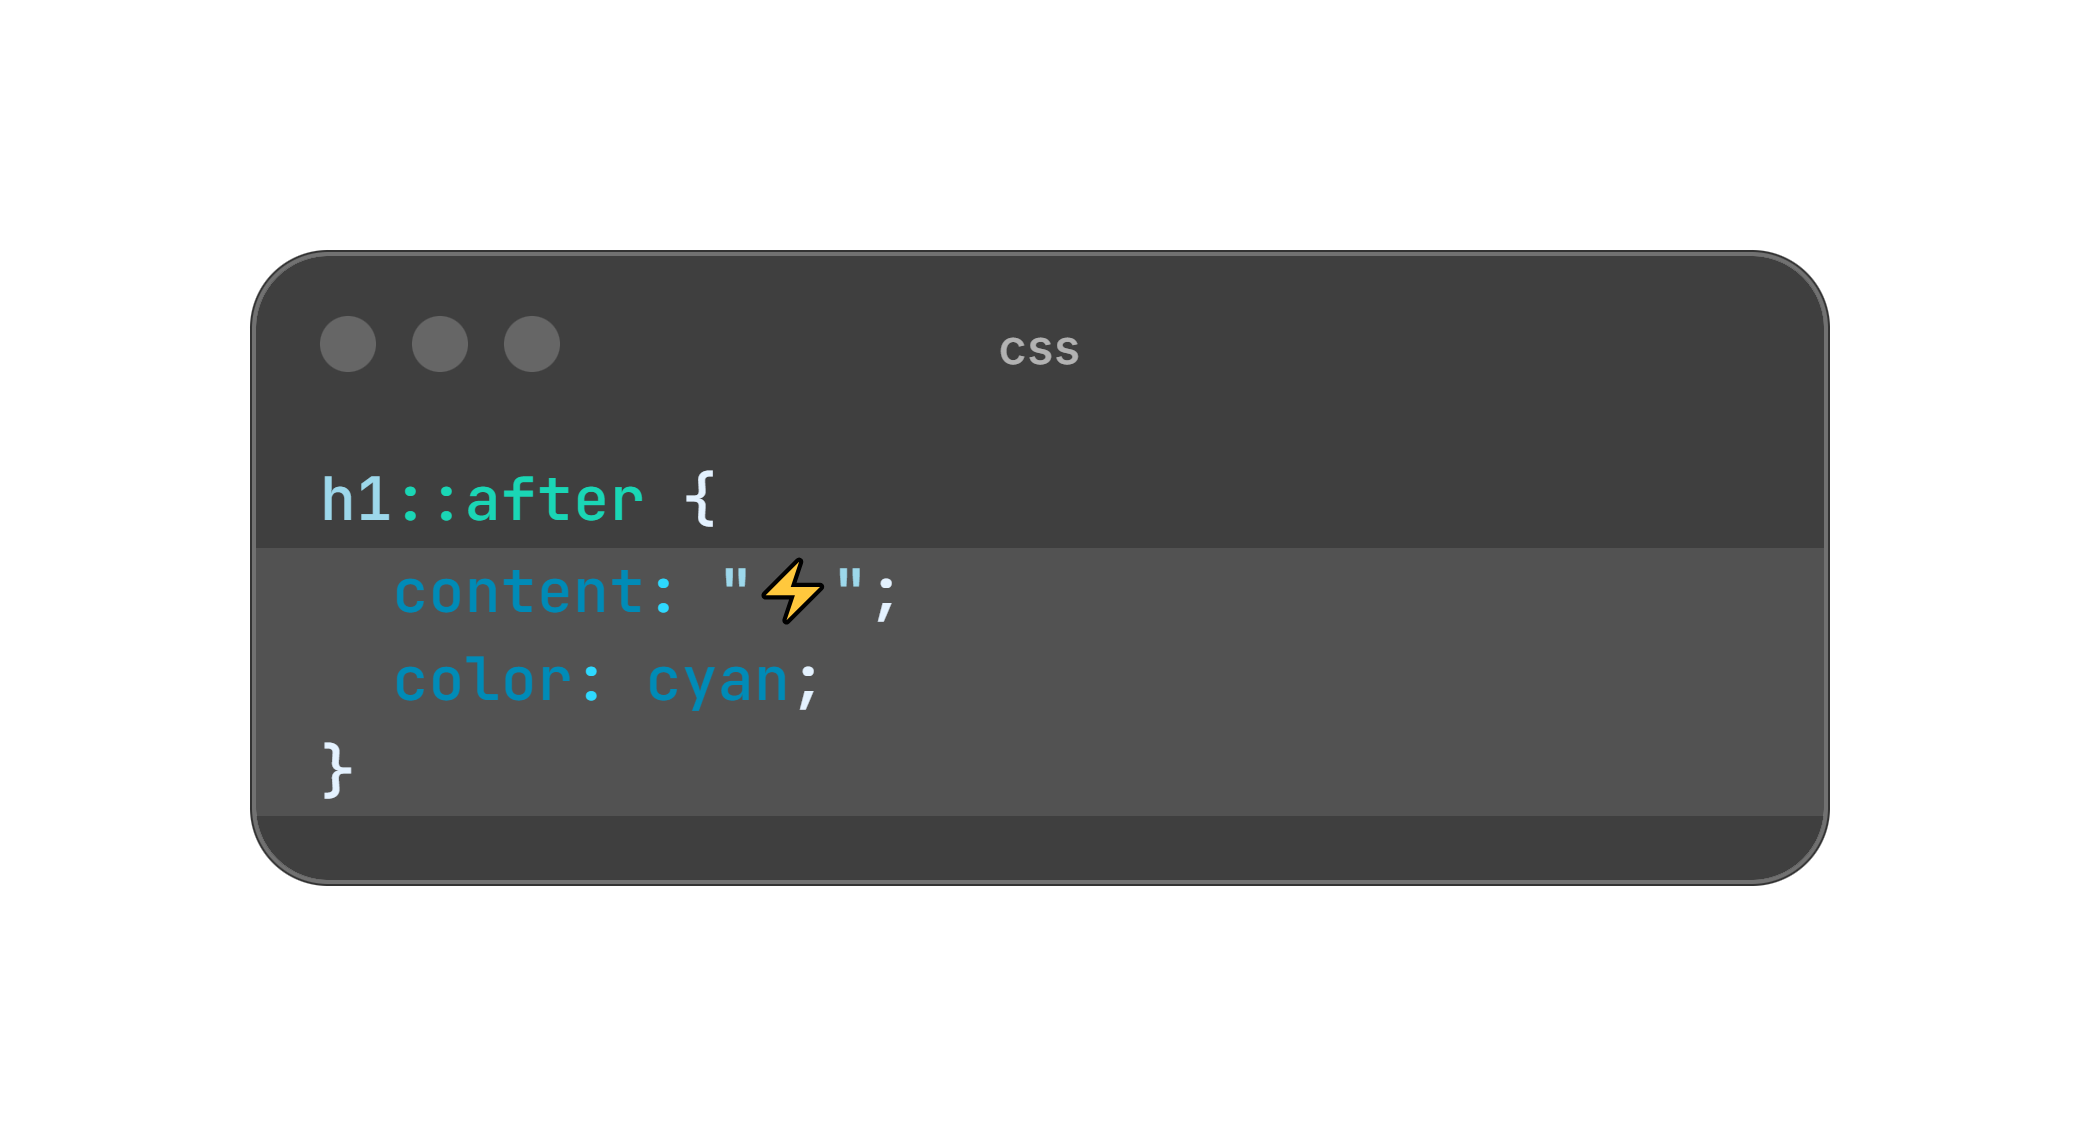 css
h1::after {
  content: "⚡";
  color: cyan;
}